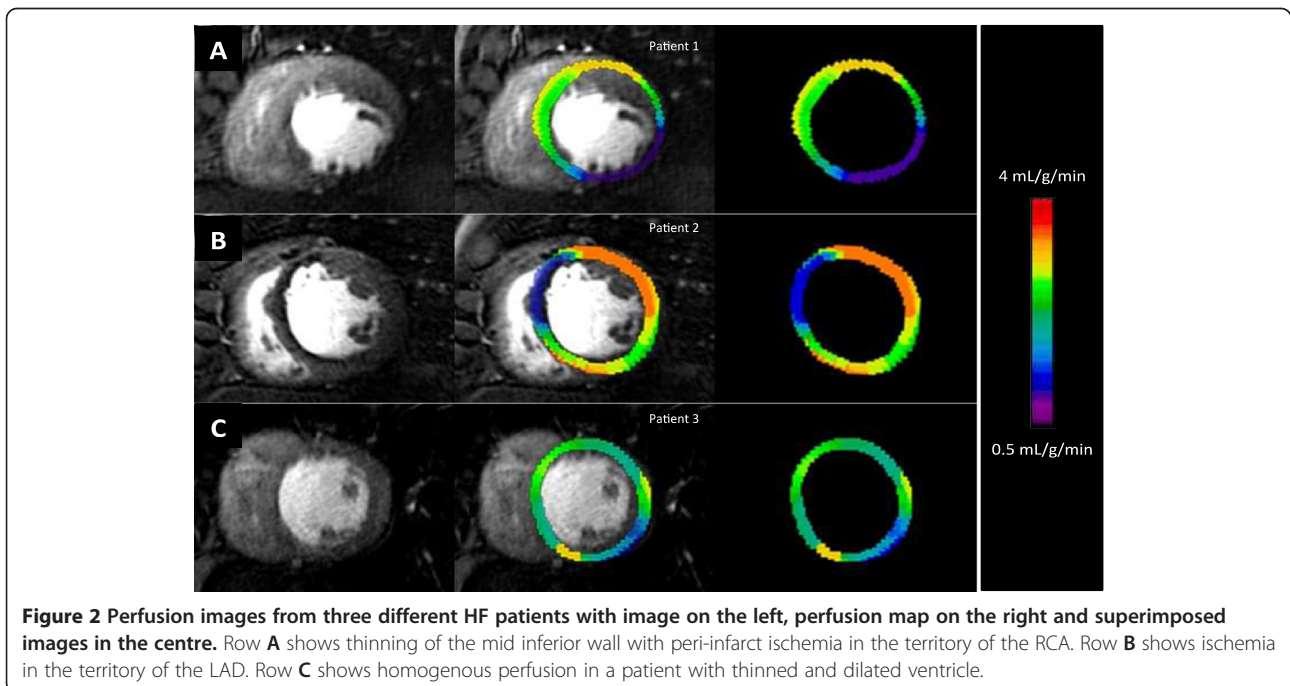 A
Patient 1
B
Patient 2
C
Patient 3
4 mL/g/min
0.5 mL/g/min
Figure 2 Perfusion images from three different HF patients with image on the left, perfusion map on the right and superimposed
images in the centre. Row A shows thinning of the mid inferior wall with peri-infarct ischemia in the territory of the RCA. Row B shows ischemia
in the territory of the LAD. Row C shows homogenous perfusion in a patient with thinned and dilated ventricle.